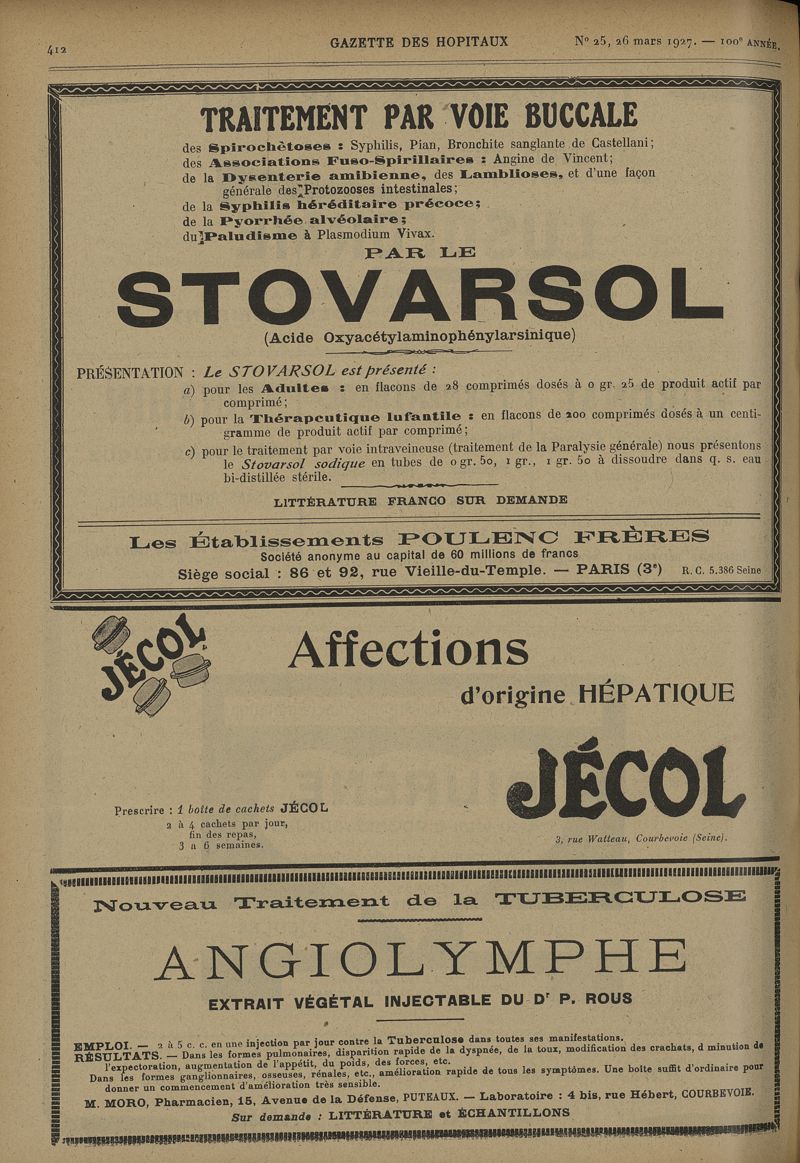 412
GAZETTE DES HOPITAUX
Nº 25, 26 mars 1927. — 100e ANNÉE.
TRAITEMENT PAR VOIE BUCCALE
des Spirochètoses : Syphilis, Pian, Bronchite sanglante de Castellani;
des Associations Fuso-Spirillaires : Angine de Vincent;
de la Dysenterie amibienne, des Lamblioses, et d'une façon
générale des Protozooses intestinales;
de la Syphilis héréditaire précoce;
de la Pyorrhée alvéolaire;
du Paludisme à Plasmodium Vivax.
PAR LE
STOVARSOL
(Acide Oxyacétylaminophénylarsinique)
PRÉSENTATION : Le STOVARSOL est présenté :
a) pour les Adultes : en flacons de 28 comprimés dosés à 0 gr. 25 de produit actif par
comprimé;
b) pour la Thérapeutique Infantile : en flacons de 200 comprimés dosés à un centi-
gramme de produit actif par comprimé;
c) pour le traitement par voie intraveineuse (traitement de la Paralysie générale) nous présentons
le Stovarsol sodique en tubes de 0 gr. 50, 1 gr., 1 gr. 50 à dissoudre dans q. s. eau
bi-distillée stérile.
LITTÉRATURE FRANCO SUR DEMANDE
Les Établissements POULENC FRÈRES
Société anonyme au capital de 60 millions de francs
Siège social : 86 et 92, rue Vieille-du-Temple. — PARIS (3e) R. C. 5.386 Seine
JÉCOL
Affections
d'origine HÉPATIQUE
JÉCOL
Prescrire : 1 boîte de cachets JÉCOL
2 à 4 cachets par jour,
fin des repas,
3 a 6 semaines.
3, rue Watteau, Courbevoie (Seine).
Nouveau Traitement de la TUBERCULOSE
ANGIOLYMPHE
EXTRAIT VÉGÉTAL INJECTABLE DU Dr P. ROUS
EMPLOI. — 2 à 5 c. c. en une injection par jour contre la Tuberculose dans toutes ses manifestations.
RÉSULTATS. — Dans les formes pulmonaires, disparition rapide de la dyspnée, de la toux, modification des crachats, d minution de
l'expectoration, augmentation de l'appétit, du poids, des forces, etc.
Dans les formes ganglionnaires, osseuses, rénales, etc., amélioration rapide de tous les symptômes. Une boîte suffit d'ordinaire pour
donner un commencement d'amélioration très sensible.
M. MORO, Pharmacien, 15, Avenue de la Défense, PUTEAUX. — Laboratoire : 4 bis, rue Hébert, COURBEVOIE.
Sur demande : LITTÉRATURE et ÉCHANTILLONS